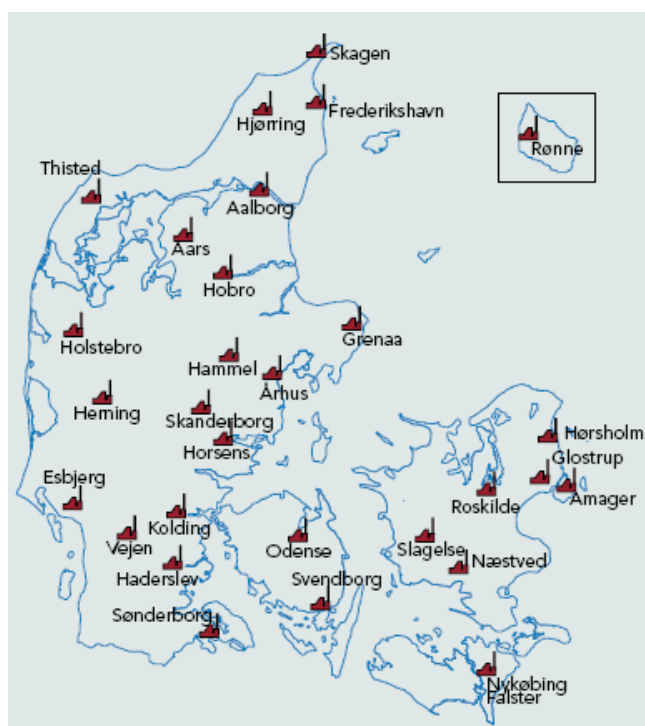 Skagen
Frederikshavn
Hjørring
Rønne
Thisted
Aalborg
Aars
Hobro
Grenaa
Holstebro
Hammel
Århus
Herning
Skanderborg
Hørsholm
Horsens
Glostrup
Esbjerg
Amager
Roskilde
Kolding
Vejen
Odense
Slagelse
Næstved
Haderslev
Svendborg
Sønderborg
Nykøbing
Falster